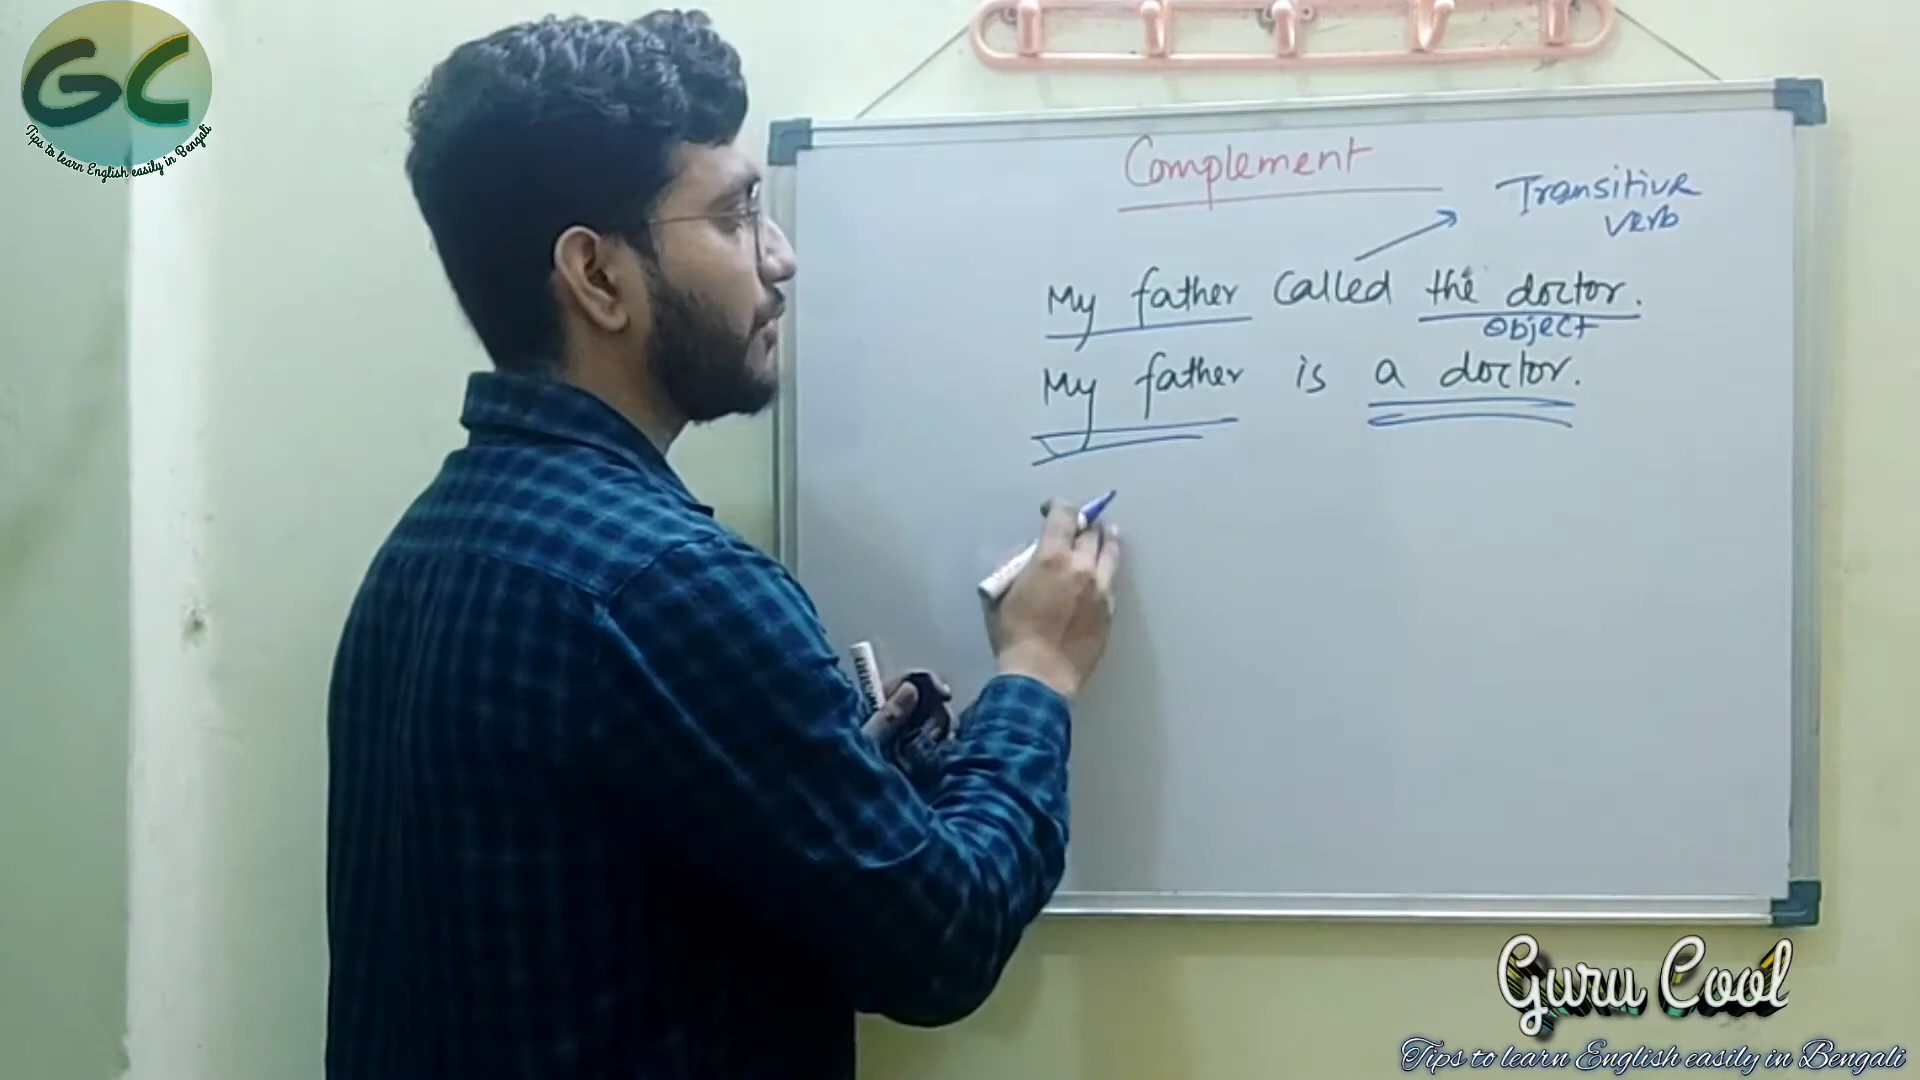 GC
Tips to learn English easily in Bengali
Complement
Transitive
verb
My father called the doctor.
object
My father is a doctor.
Guru Cool
Tips to learn English easily in Bengali